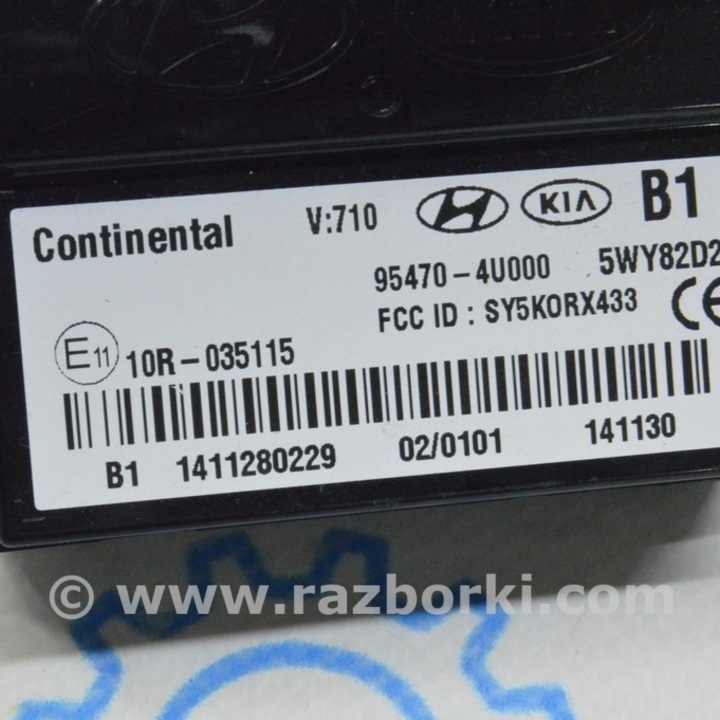 Continental V:710 KIA B1
95470-4U000 5WY82D2
FCC ID : SY5KORX433
E11 10R-035115
B1 1411280229 02/0101 141130
© www.razborki.com